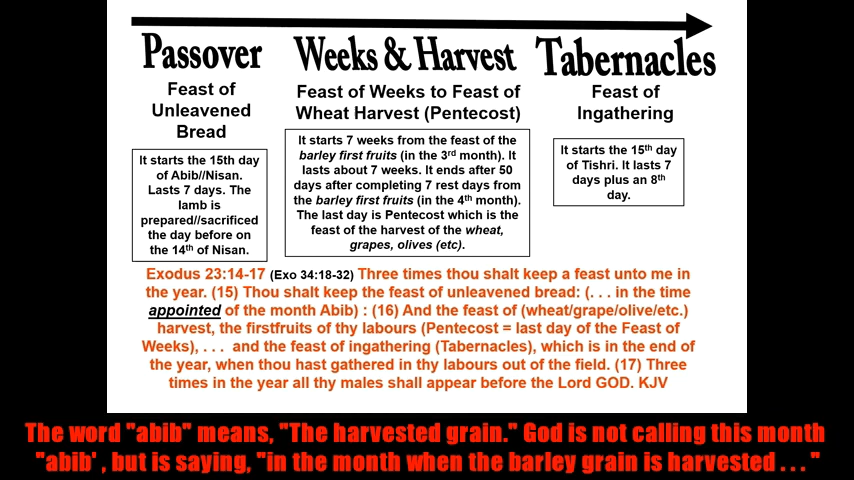 Passover
Feast of
Unleavened
Bread
It starts the 15th day
of Abib//Nisan.
Lasts 7 days. The
lamb is
prepared//sacrificed
the day before on
the 14th of Nisan.
Weeks & Harvest
Feast of Weeks to Feast of
Wheat Harvest (Pentecost)
It starts 7 weeks from the feast of the
barley first fruits (in the 3rd month). It
lasts about 7 weeks. It ends after 50
days after completing 7 rest days from
the barley first fruits (in the 4th month).
The last day is Pentecost which is the
feast of the harvest of the wheat,
grapes, olives (etc).
Tabernacles
Feast of
Ingathering
It starts the 15th day
of Tishri. It lasts 7
days plus an 8th
day.
Exodus 23:14-17 (Exo 34:18-32) Three times thou shalt keep a feast unto me in
the year. (15) Thou shalt keep the feast of unleavened bread: (. . . in the time
appointed of the month Abib) : (16) And the feast of (wheat/grape/olive/etc.)
harvest, the firstfruits of thy labours (Pentecost = last day of the Feast of
Weeks), . . . and the feast of ingathering (Tabernacles), which is in the end of
the year, when thou hast gathered in thy labours out of the field. (17) Three
times in the year all thy males shall appear before the Lord GOD. KJV
The word "abib" means, "The harvested grain." God is not calling this month
"abib' , but is saying, "in the month when the barley grain is harvested . . . "